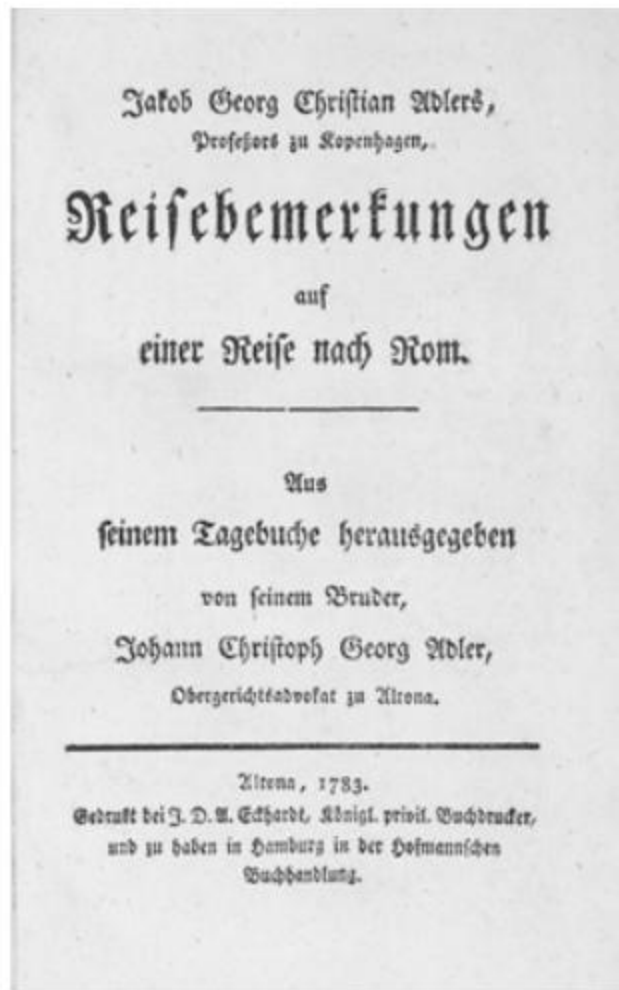 Jakob Georg Christian Adlers,
Profeßors zu Kopenhagen,
Reisebemerkungen
auf
einer Reise nach Rom.
Aus
seinem Tagebuche herausgegeben
von seinem Bruder,
Johann Christoph Georg Adler,
Obergerichtsadvokat zu Altona.
Altona, 1783.
Gedrukt bei J. D. A. Eckhardt, Königl. privil. Buchdrucker,
und zu haben in Hamburg in der Hofmannschen
Buchhandlung.